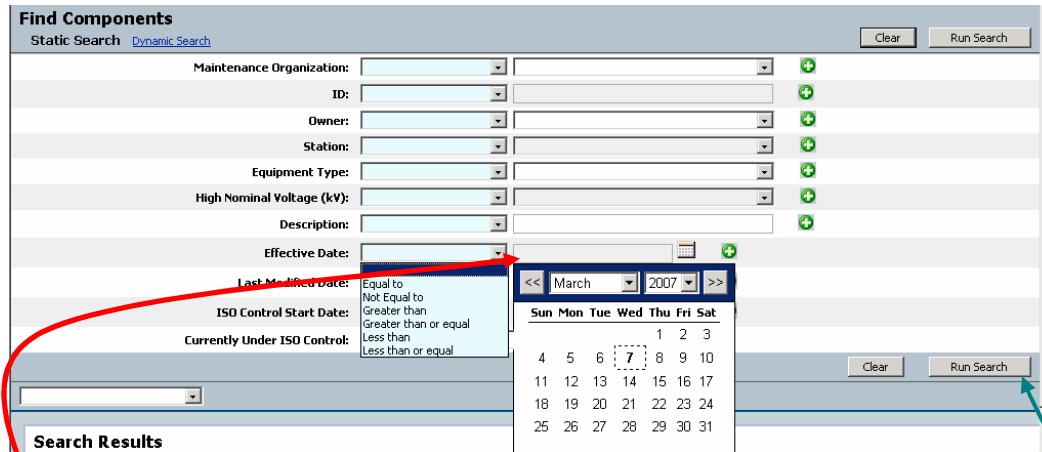 Find Components
Static Search Dynamic Search Clear Run Search
Maintenance Organization:
ID:
Owner:
Station:
Equipment Type:
High Nominal Voltage (kV):
Description:
Effective Date:
Last Modified Date:
ISO Control Start Date:
Currently Under ISO Control:
Equal to
Not Equal to
Greater than
Greater than or equal
Less than
Less than or equal
<< March 2007 >>
Sun Mon Tue Wed Thu Fri Sat
1 2 3
4 5 6 7 8 9 10
11 12 13 14 15 16 17
18 19 20 21 22 23 24
25 26 27 28 29 30 31
Clear Run Search
Search Results